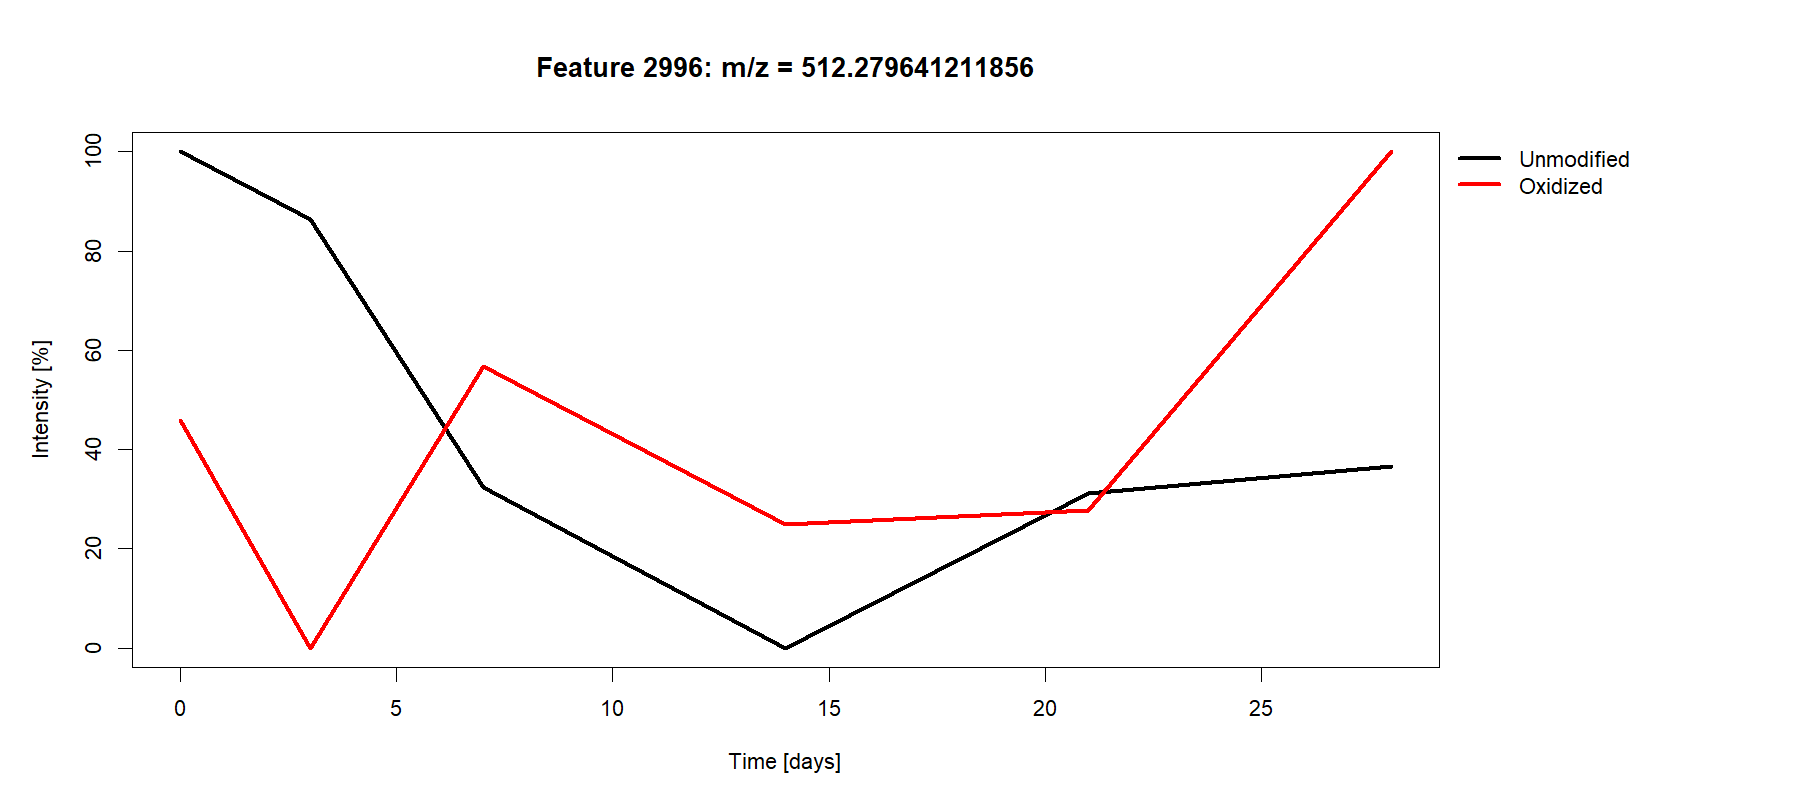 Feature 2996: m/z = 512.279641211856
Unmodified
Oxidized
Intensity [%]
100
80
60
40
20
0
0 5 10 15 20 25
Time [days]